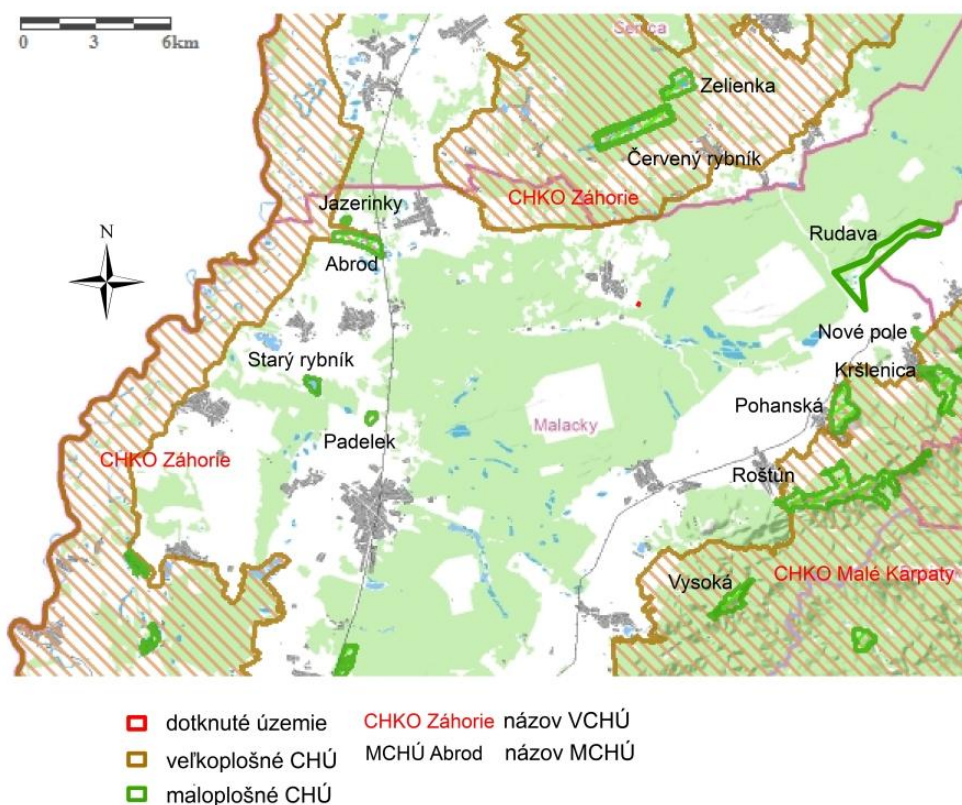 0 3 6km
Senica
Zelienka
Červený rybník
CHKO Záhorie
Jazerinky
N
Abrod
Rudava
Starý rybník
Nové pole
Kršlenica
Pohanská
Malacky
Padelek
CHKO Záhorie
Roštún
Vysoká
CHKO Malé Karpaty
dotknuté územie CHKO Záhorie názov VCHÚ
veľkoplošné CHÚ MCHÚ Abrod názov MCHÚ
maloplošné CHÚ